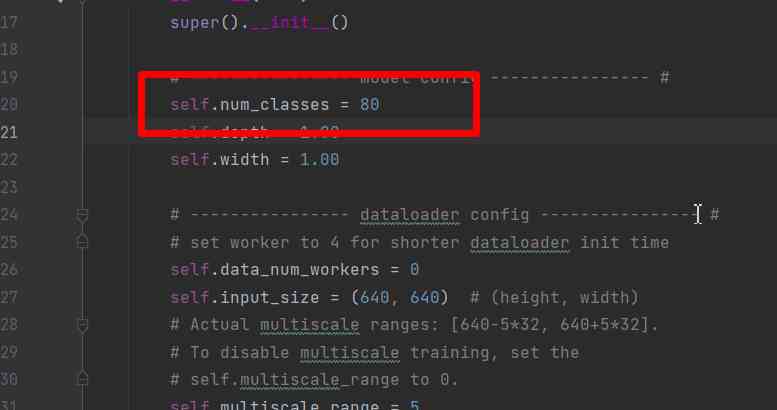 17 super().__init__()
18
19 # ---------------- model config ---------------- #
20 self.num_classes = 80
21 self.depth = 1.00
22 self.width = 1.00
23
24 # ---------------- dataloader config ---------------- #
25 # set worker to 4 for shorter dataloader init time
26 self.data_num_workers = 0
27 self.input_size = (640, 640)  # (height, width)
28 # Actual multiscale ranges: [640-5*32, 640+5*32].
29 # To disable multiscale training, set the
30 # self.multiscale_range to 0.
31 self.multiscale_range = 5